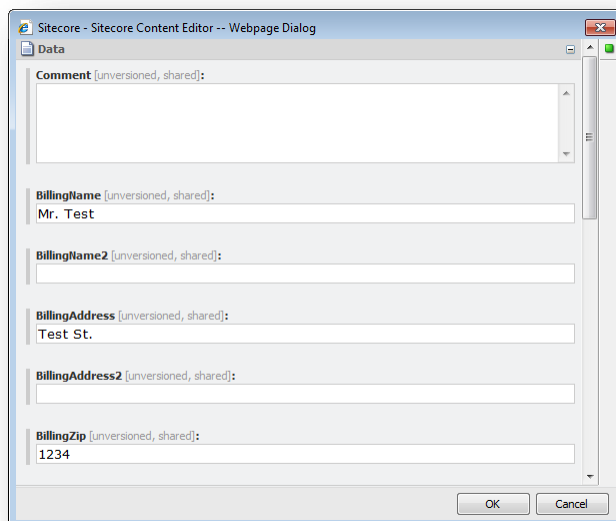 Sitecore - Sitecore Content Editor -- Webpage Dialog
Data
Comment [unversioned, shared]:
BillingName [unversioned, shared]:
Mr. Test
BillingName2 [unversioned, shared]:
BillingAddress [unversioned, shared]:
Test St.
BillingAddress2 [unversioned, shared]:
BillingZip [unversioned, shared]:
1234
OK Cancel